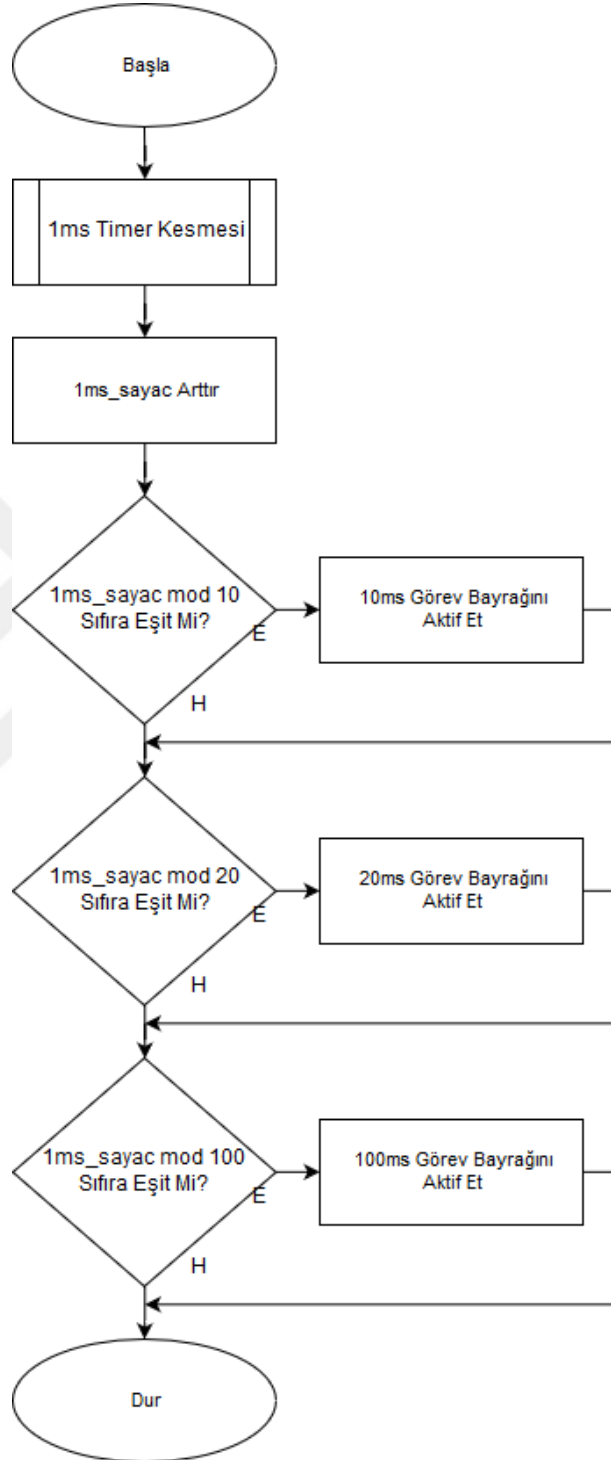 Başla
1ms Timer Kesmesi
1ms_sayac Arttır
1ms_sayac mod 10
Sıfıra Eşit Mi?
E
H
10ms Görev Bayrağını
Aktif Et
1ms_sayac mod 20
Sıfıra Eşit Mi?
E
H
20ms Görev Bayrağını
Aktif Et
1ms_sayac mod 100
Sıfıra Eşit Mi?
E
H
100ms Görev Bayrağını
Aktif Et
Dur